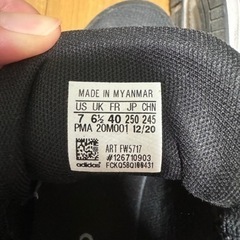 MADE IN MYANMAR
US UK FR JP CHN
7 6½ 40 250 245
PMA 20M001 12/20
ART FW5717
#126710903
adidas FCKQ5BQ100431